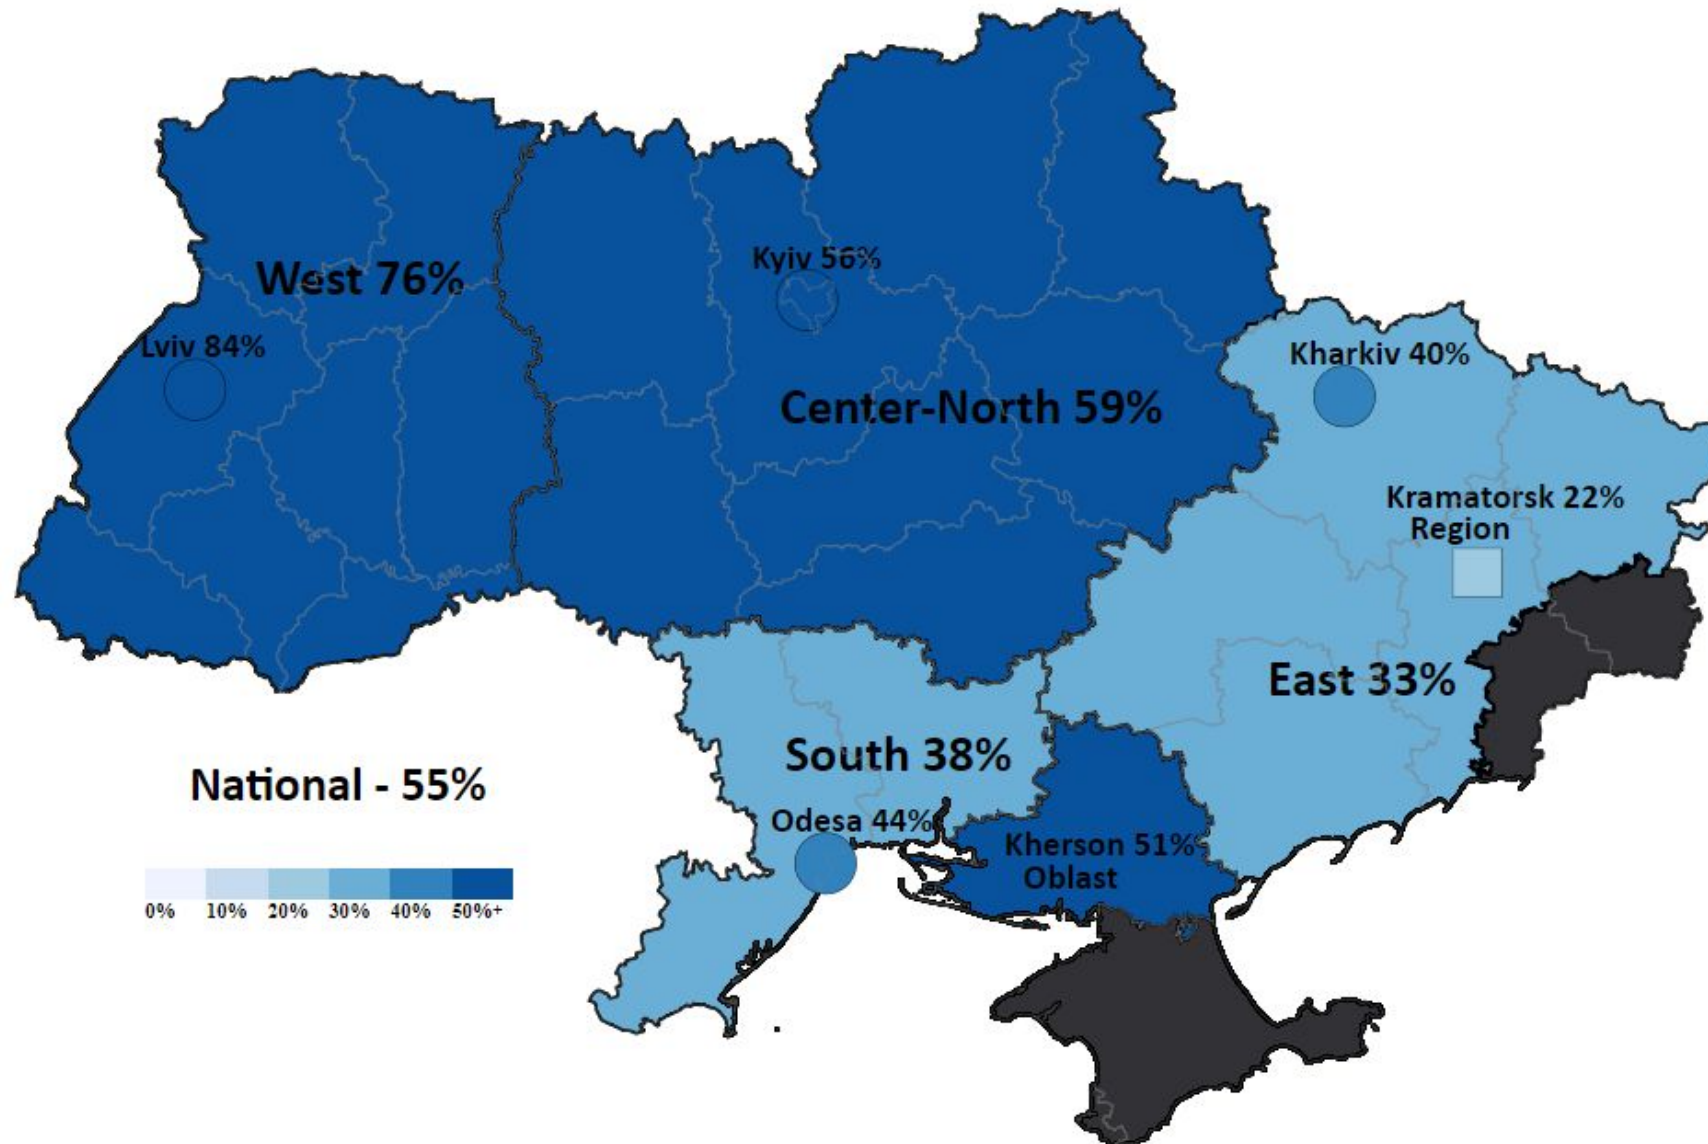 Kyiv 56%
West 76%
Lviv 84%
Kharkiv 40%
Center-North 59%
Kramatorsk 22%
Region
East 33%
South 38%
National - 55%
Odesa 44%
Kherson 51%
Oblast
0% 10% 20% 30% 40% 50%+